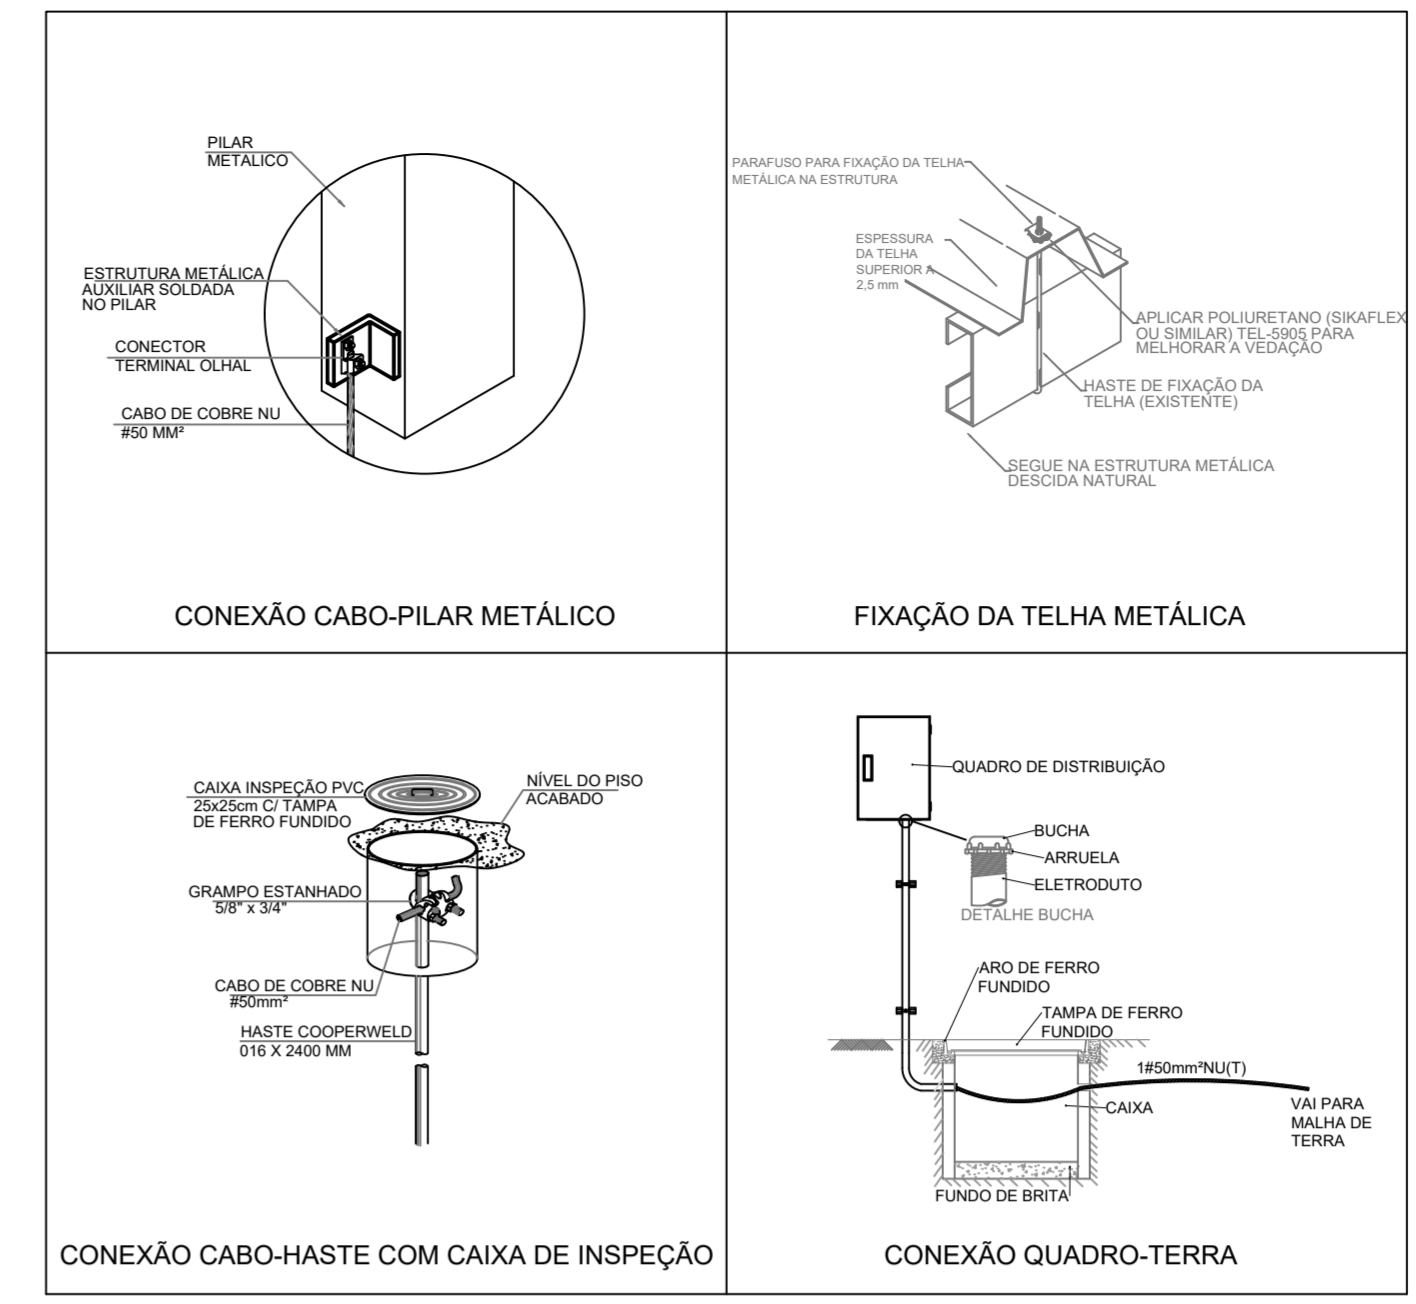 PILAR
METALICO
ESTRUTURA METÁLICA
AUXILIAR SOLDADA
NO PILAR
CONECTOR
TERMINAL OLHAL
CABO DE COBRE NU
#50 MM²
CONEXÃO CABO-PILAR METÁLICO
PARAFUSO PARA FIXAÇÃO DA TELHA
METÁLICA NA ESTRUTURA
ESPESSURA
DA TELHA
SUPERIOR A
2,5 mm
APLICAR POLIURETANO (SIKAFLEX
OU SIMILAR) TEL-5905 PARA
MELHORAR A VEDAÇÃO
HASTE DE FIXAÇÃO DA
TELHA (EXISTENTE)
SEGUE NA ESTRUTURA METÁLICA
DESCIDA NATURAL
FIXAÇÃO DA TELHA METÁLICA
CAIXA INSPEÇÃO PVC
25x25cm C/ TAMPA
DE FERRO FUNDIDO
NÍVEL DO PISO
ACABADO
GRAMPO ESTANHADO
5/8" x 3/4"
CABO DE COBRE NU
#50mm²
HASTE COOPERWELD
016 X 2400 MM
CONEXÃO CABO-HASTE COM CAIXA DE INSPEÇÃO
QUADRO DE DISTRIBUIÇÃO
BUCHA
ARRUELA
ELETRODUTO
DETALHE BUCHA
ARO DE FERRO
FUNDIDO
TAMPA DE FERRO
FUNDIDO
1#50mm²NU(T)
CAIXA
VAI PARA
MALHA DE
TERRA
FUNDO DE BRITA
CONEXÃO QUADRO-TERRA